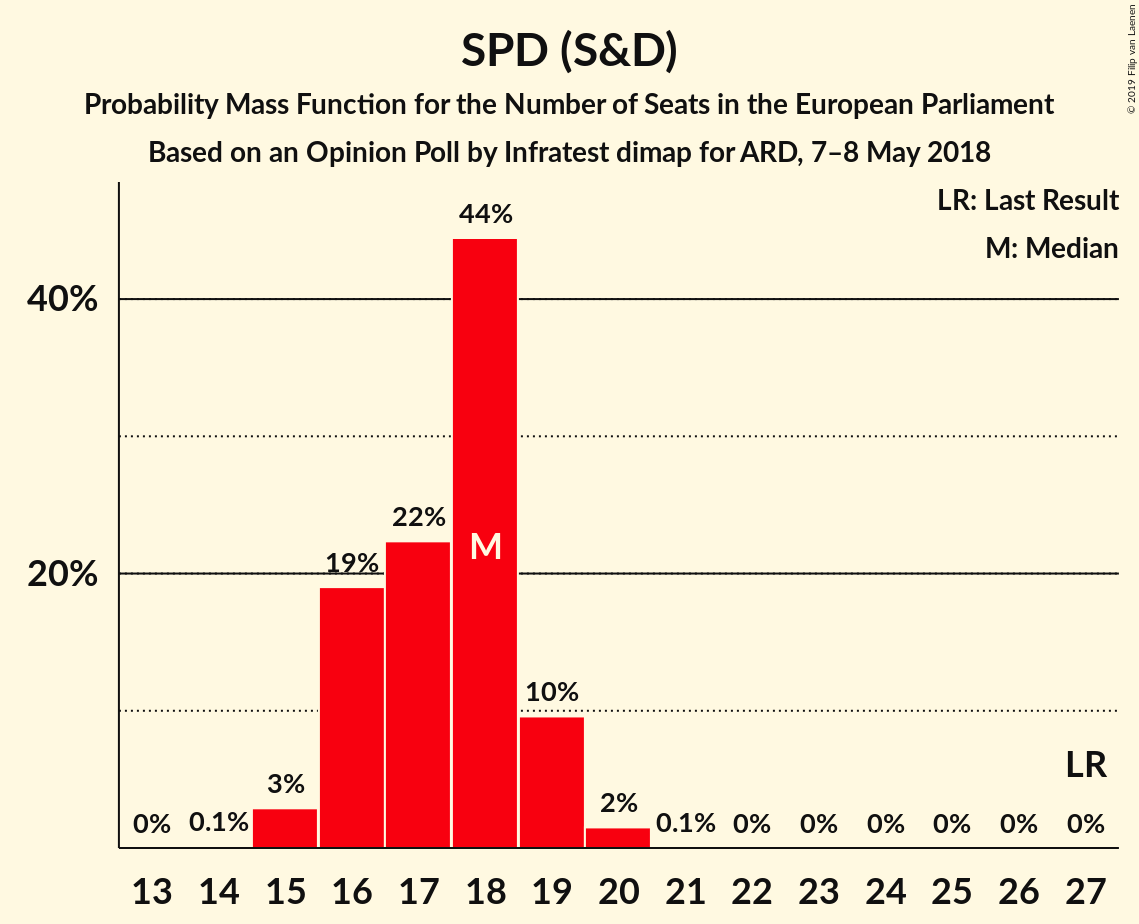 SPD (S&D)
Probability Mass Function for the Number of Seats in the European Parliament
Based on an Opinion Poll by Infratest dimap for ARD, 7–8 May 2018
© 2019 Filip van Laenen
LR: Last Result
M: Median
40%
20%
0% 0.1% 3% 19% 22% 44% 10% 2% 0.1% 0% 0% 0% 0% 0% 0%
M
LR
13 14 15 16 17 18 19 20 21 22 23 24 25 26 27